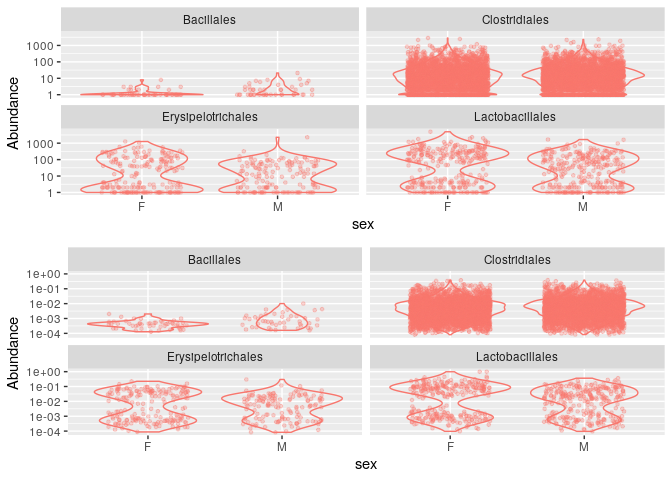 Bacillales Clostridiales
1000
100
10
1
Erysipelotrichales Lactobacillales
1000
100
10
1
Abundance
F M F M
sex
Bacillales Clostridiales
1e+00
1e-01
1e-02
1e-03
1e-04
Erysipelotrichales Lactobacillales
1e+00
1e-01
1e-02
1e-03
1e-04
Abundance
F M F M
sex